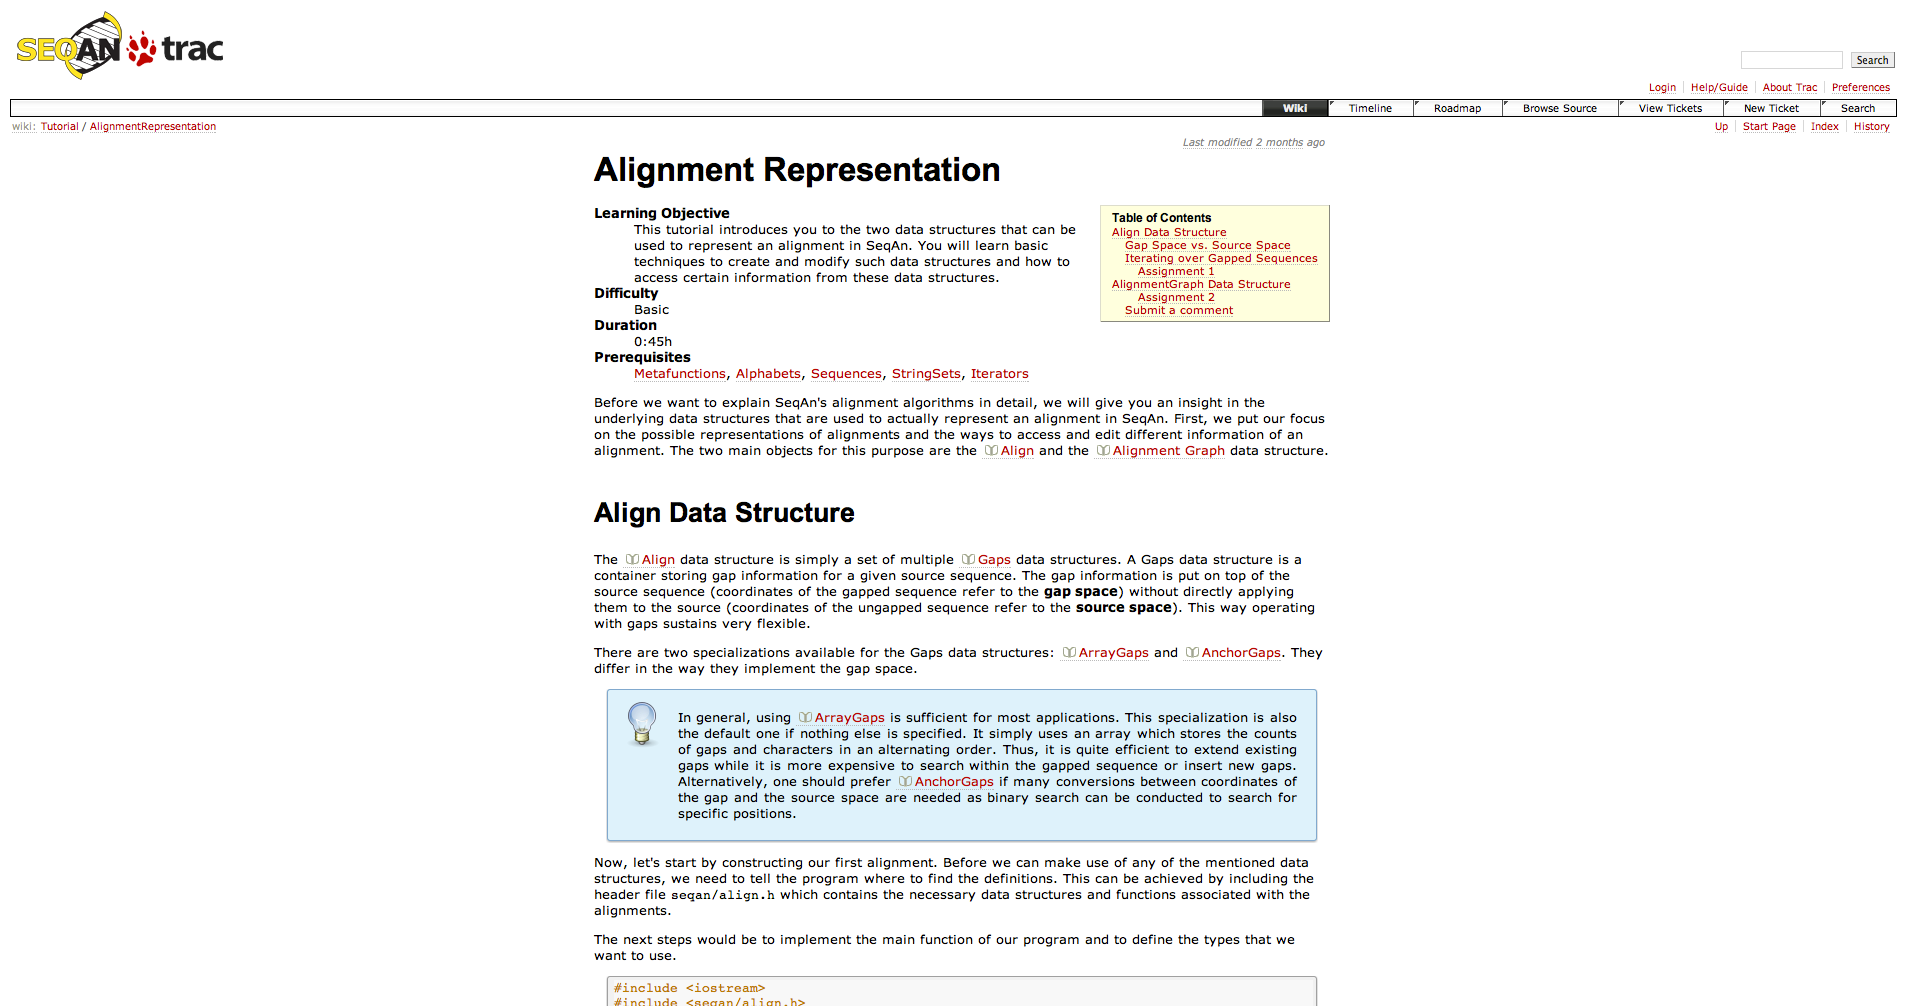 SEQAN trac
Search
Login Help/Guide About Trac Preferences
Wiki Timeline Roadmap Browse Source View Tickets New Ticket Search
wiki: Tutorial / AlignmentRepresentation
Up Start Page Index History
Last modified 2 months ago
Alignment Representation
Learning Objective
This tutorial introduces you to the two data structures that can be
used to represent an alignment in SeqAn. You will learn basic
techniques to create and modify such data structures and how to
access certain information from these data structures.
Difficulty
Basic
Duration
0:45h
Prerequisites
Metafunctions, Alphabets, Sequences, StringSets, Iterators
Table of Contents
Align Data Structure
Gap Space vs. Source Space
Iterating over Gapped Sequences
Assignment 1
AlignmentGraph Data Structure
Assignment 2
Submit a comment
Before we want to explain SeqAn's alignment algorithms in detail, we will give you an insight in the
underlying data structures that are used to actually represent an alignment in SeqAn. First, we put our focus
on the possible representations of alignments and the ways to access and edit different information of an
alignment. The two main objects for this purpose are the Align and the Alignment Graph data structure.
Align Data Structure
The Align data structure is simply a set of multiple Gaps data structures. A Gaps data structure is a
container storing gap information for a given source sequence. The gap information is put on top of the
source sequence (coordinates of the gapped sequence refer to the gap space) without directly applying
them to the source (coordinates of the ungapped sequence refer to the source space). This way operating
with gaps sustains very flexible.
There are two specializations available for the Gaps data structures: ArrayGaps and AnchorGaps. They
differ in the way they implement the gap space.
In general, using ArrayGaps is sufficient for most applications. This specialization is also
the default one if nothing else is specified. It simply uses an array which stores the counts
of gaps and characters in an alternating order. Thus, it is quite efficient to extend existing
gaps while it is more expensive to search within the gapped sequence or insert new gaps.
Alternatively, one should prefer AnchorGaps if many conversions between coordinates of
the gap and the source space are needed as binary search can be conducted to search for
specific positions.
Now, let's start by constructing our first alignment. Before we can make use of any of the mentioned data
structures, we need to tell the program where to find the definitions. This can be achieved by including the
header file seqan/align.h which contains the necessary data structures and functions associated with the
alignments.
The next steps would be to implement the main function of our program and to define the types that we
want to use.
#include <iostream>
#include <seqan/align.h>